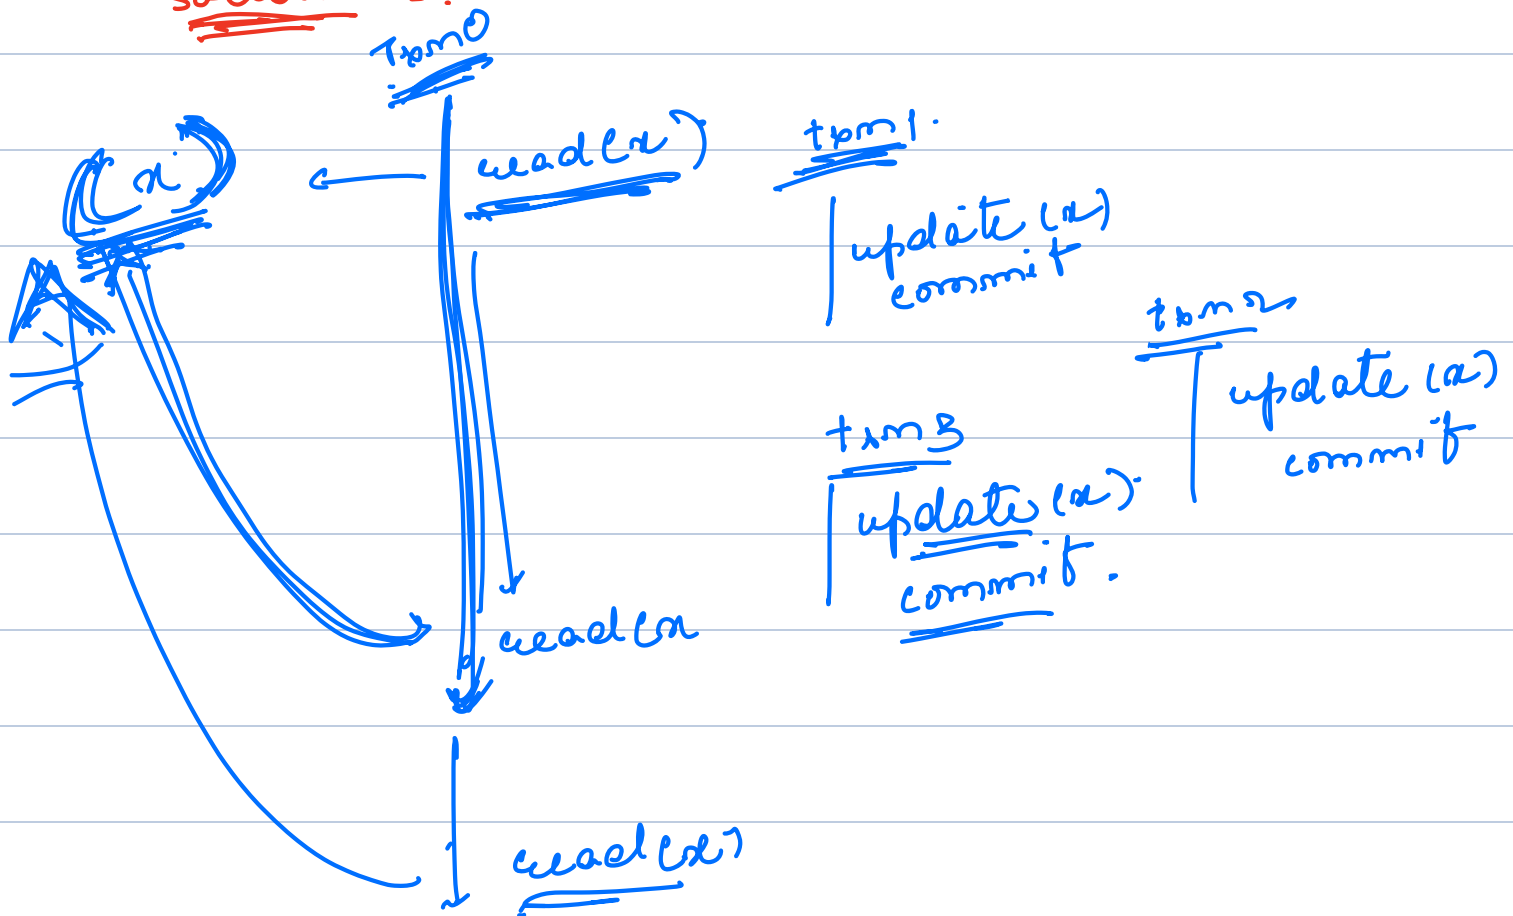 txn0
read(x)
(x)
txn1.
update(x)
commit
txn2
update(x)
commit
txn3
update(x)
commit.
read(x
read(x)